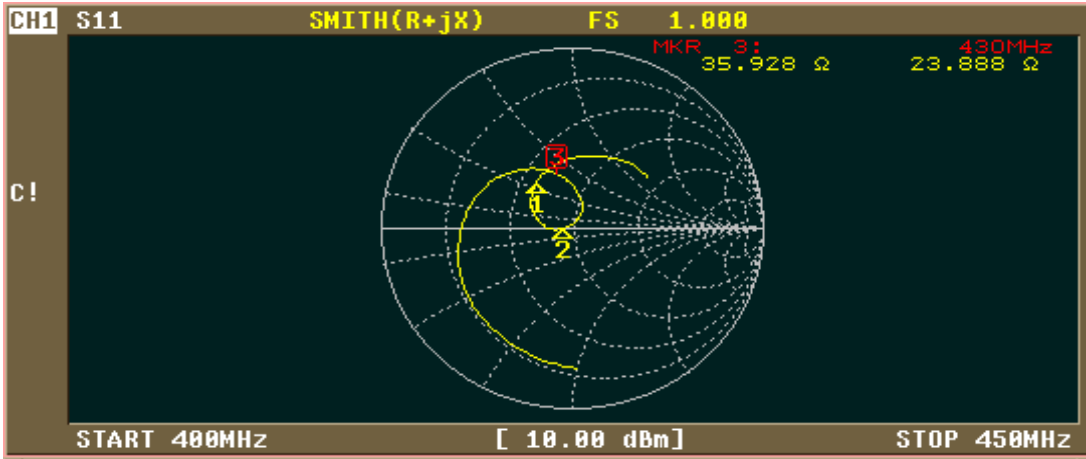 CH1 S11 SMITH(R+jX) FS 1.000
MKR 3: 430MHz
35.928 Ω 23.888 Ω
3
C!
1
2
START 400MHz [ 10.00 dBm] STOP 450MHz